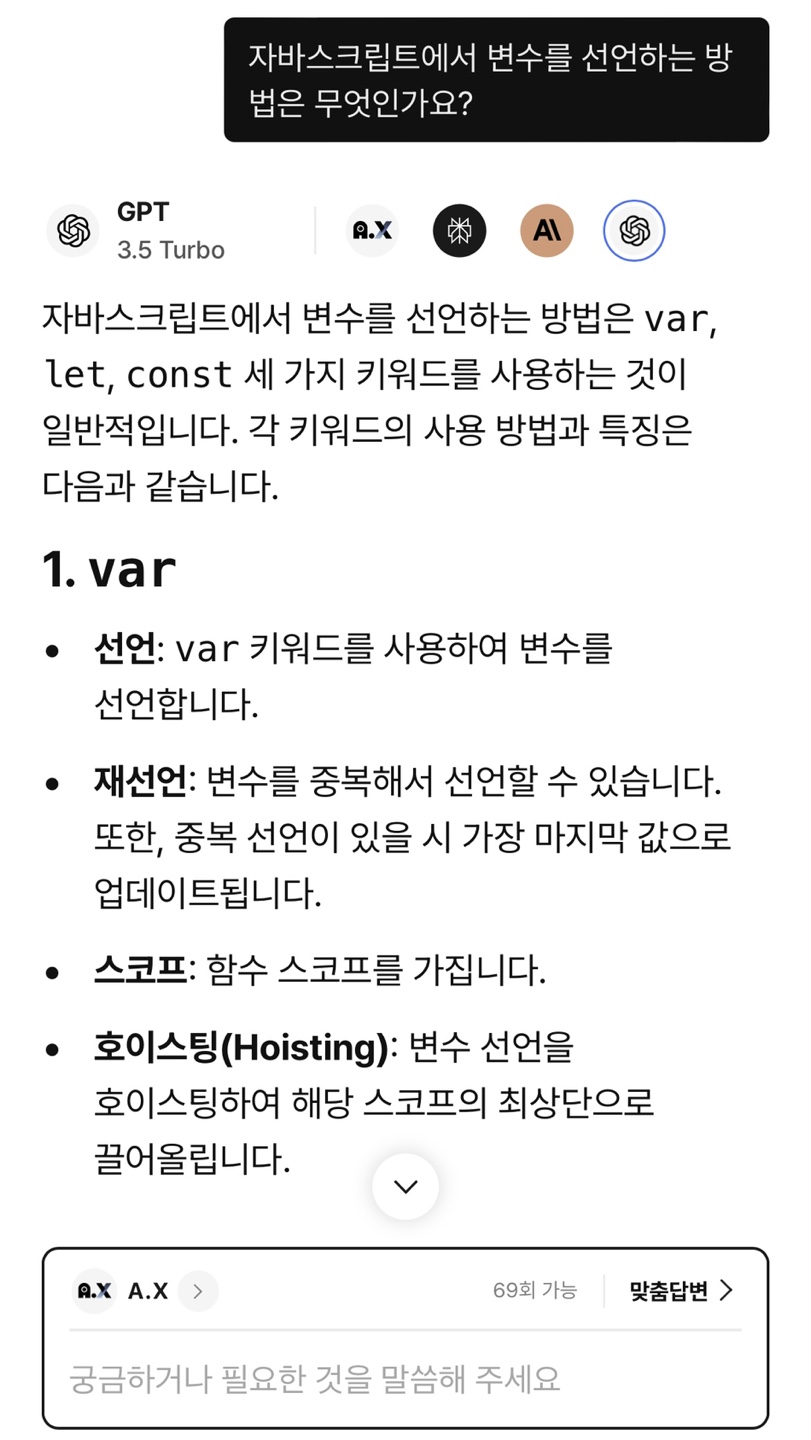 자바스크립트에서 변수를 선언하는 방
법은 무엇인가요?
GPT
3.5 Turbo
A.X
A\
자바스크립트에서 변수를 선언하는 방법은 var,
let, const 세 가지 키워드를 사용하는 것이
일반적입니다. 각 키워드의 사용 방법과 특징은
다음과 같습니다.
1. var
• 선언: var 키워드를 사용하여 변수를
선언합니다.
• 재선언: 변수를 중복해서 선언할 수 있습니다.
또한, 중복 선언이 있을 시 가장 마지막 값으로
업데이트됩니다.
• 스코프: 함수 스코프를 가집니다.
• 호이스팅(Hoisting): 변수 선언을
호이스팅하여 해당 스코프의 최상단으로
끌어올립니다.
A.X A.X 69회 가능 맞춤답변
궁금하거나 필요한 것을 말씀해 주세요